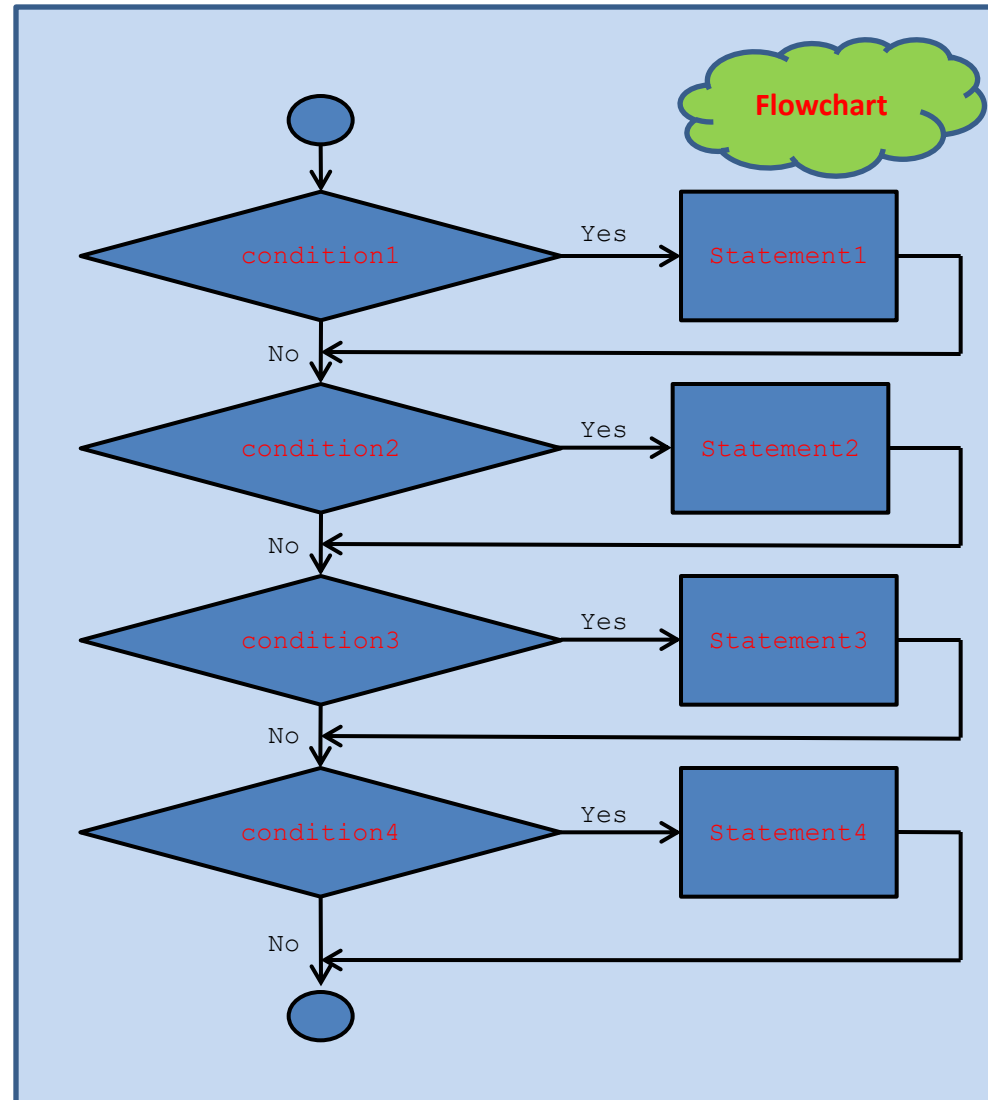 Flowchart
condition1
Yes
Statement1
No
condition2
Yes
Statement2
No
condition3
Yes
Statement3
No
condition4
Yes
Statement4
No